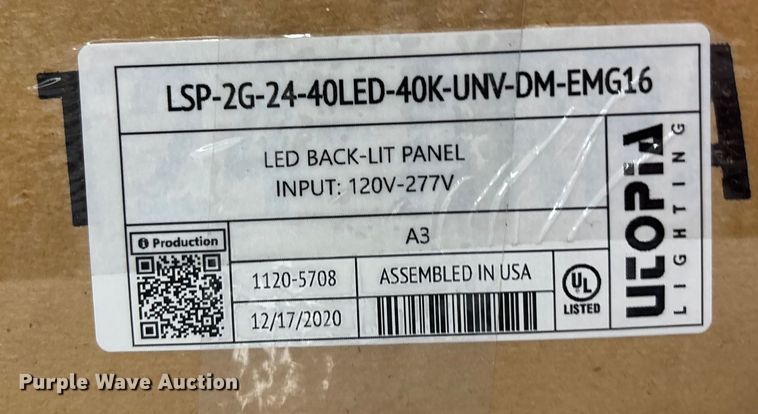 LSP-2G-24-40LED-40K-UNV-DM-EMG16
LED BACK-LIT PANEL
INPUT: 120V-277V
A3
Production
1120-5708
ASSEMBLED IN USA
12/17/2020
UL
LISTED
UTOPIA
LIGHTING
Purple Wave Auction